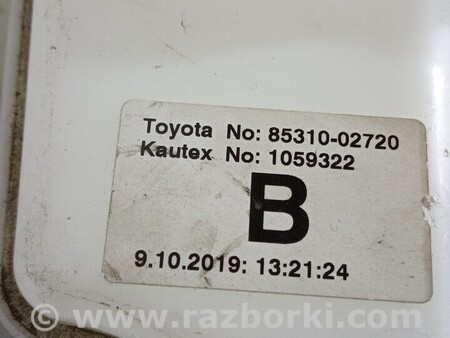 Toyota No: 85310-02720
Kautex No: 1059322
B
9.10.2019: 13:21:24
www.razborki.com